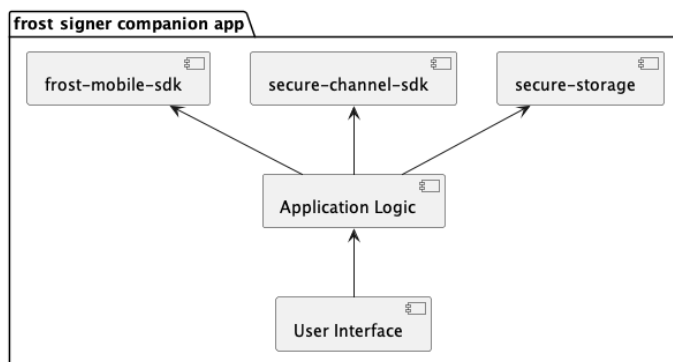 frost signer companion app
frost-mobile-sdk
secure-channel-sdk
secure-storage
Application Logic
User Interface